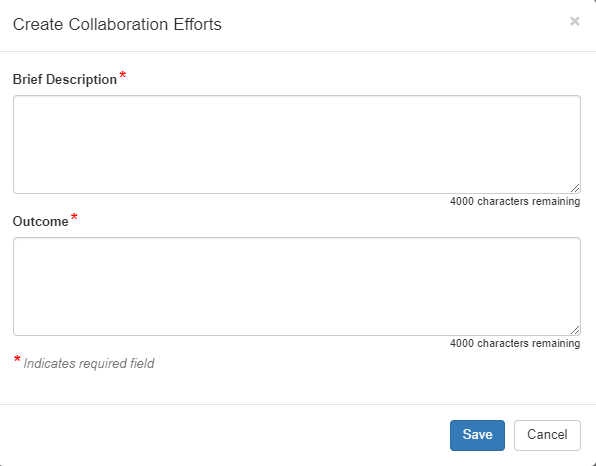 Create Collaboration Efforts ×
Brief Description*
4000 characters remaining
Outcome*
4000 characters remaining
* Indicates required field
Save Cancel